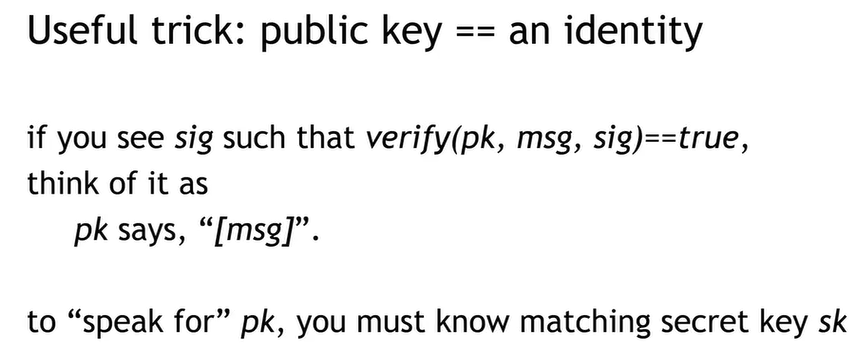 Useful trick: public key == an identity
if you see sig such that verify(pk, msg, sig)==true,
think of it as
pk says, “[msg]”.
to “speak for” pk, you must know matching secret key sk